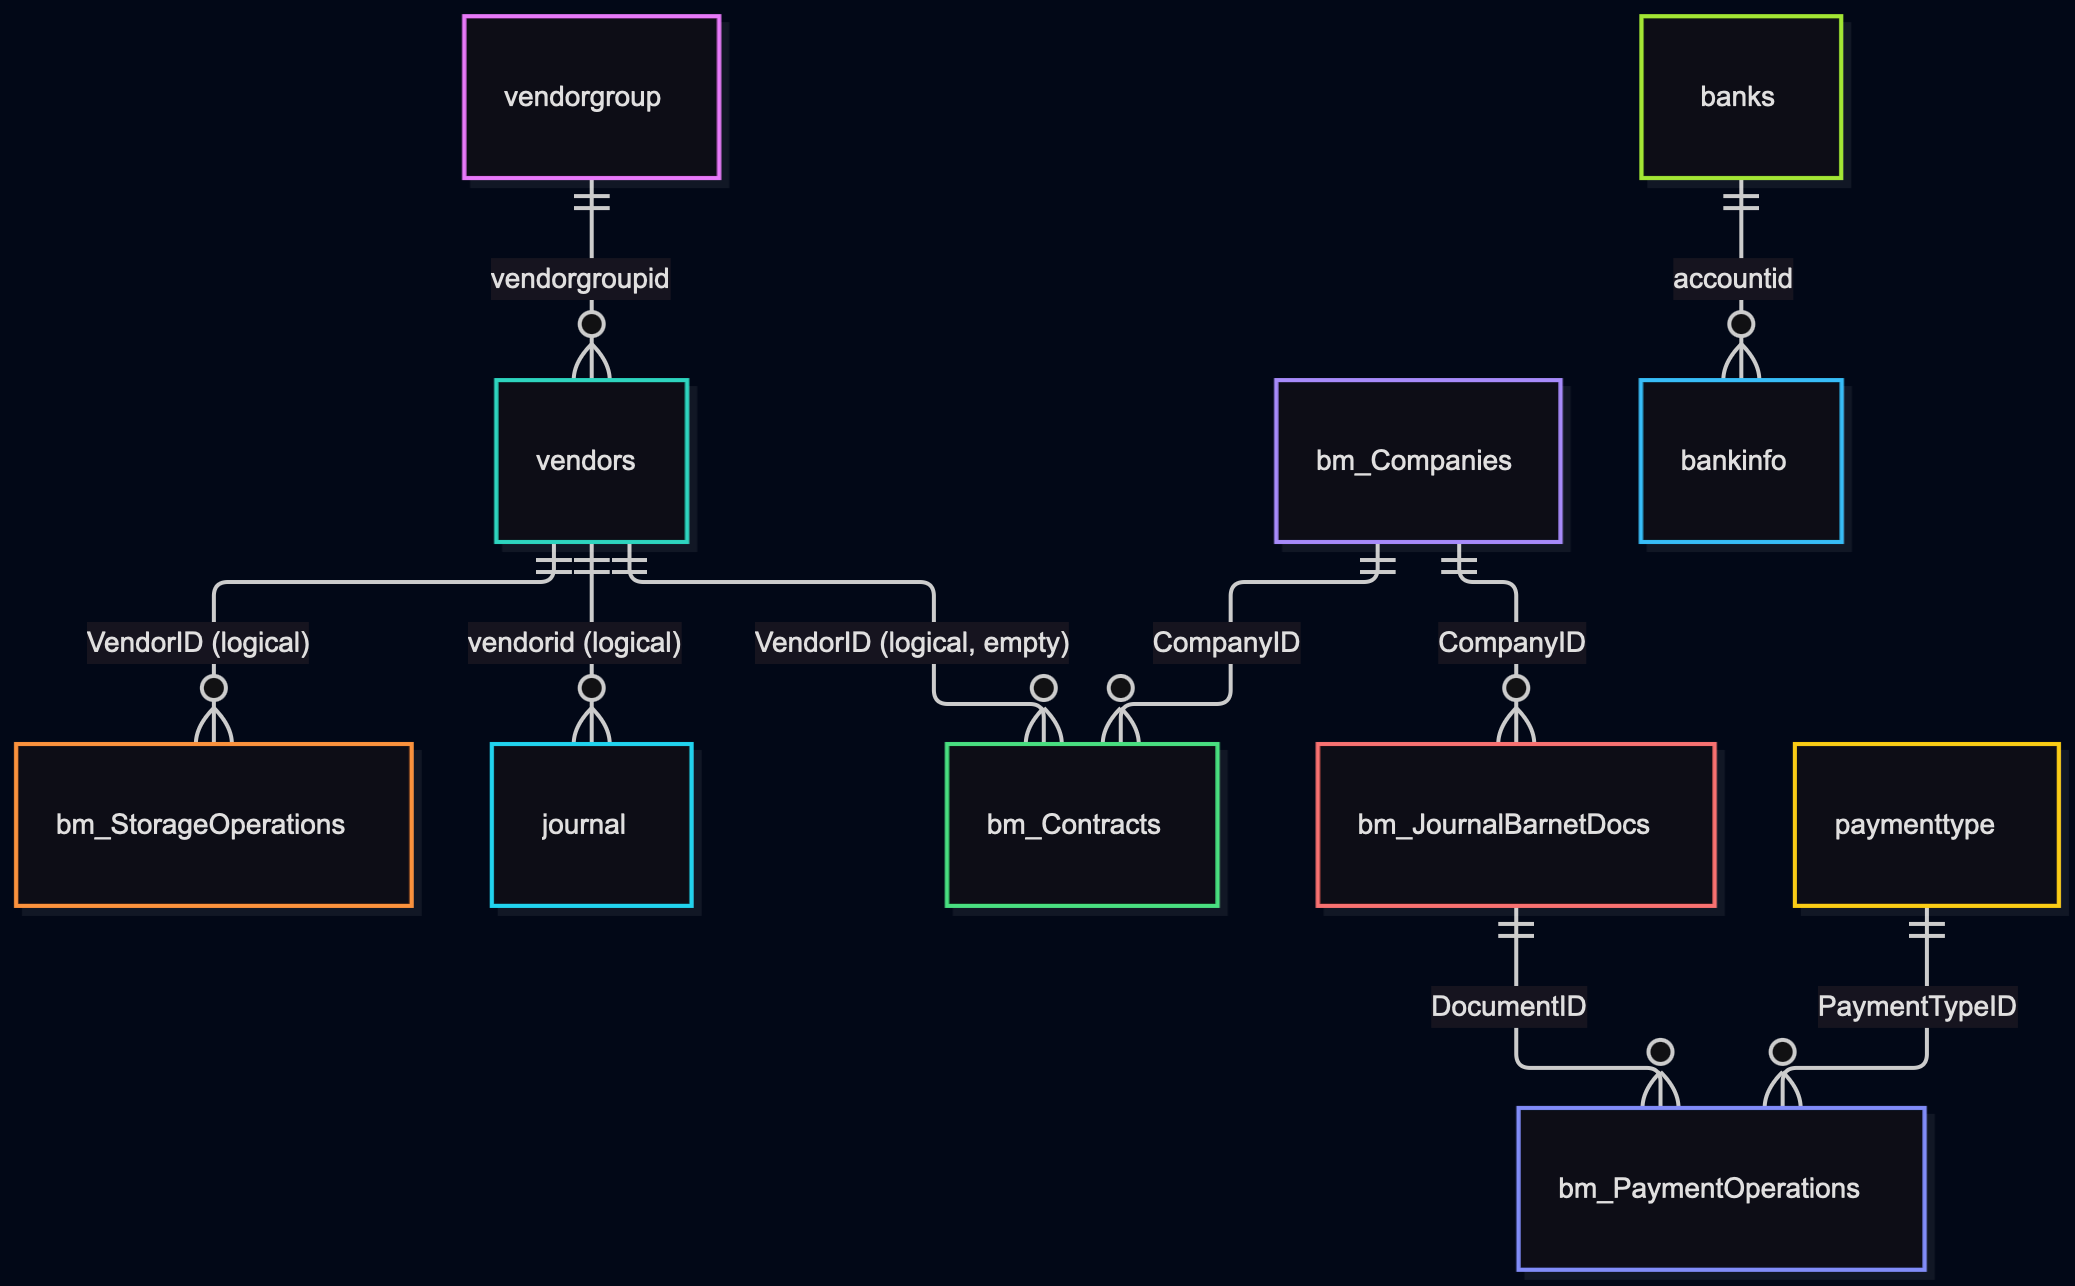 vendorgroup
banks
vendorgroupid
accountid
vendors
bm_Companies
bankinfo
VendorID (logical)
vendorid (logical)
VendorID (logical, empty)
CompanyID
CompanyID
bm_StorageOperations
journal
bm_Contracts
bm_JournalBarnetDocs
paymenttype
DocumentID
PaymentTypeID
bm_PaymentOperations